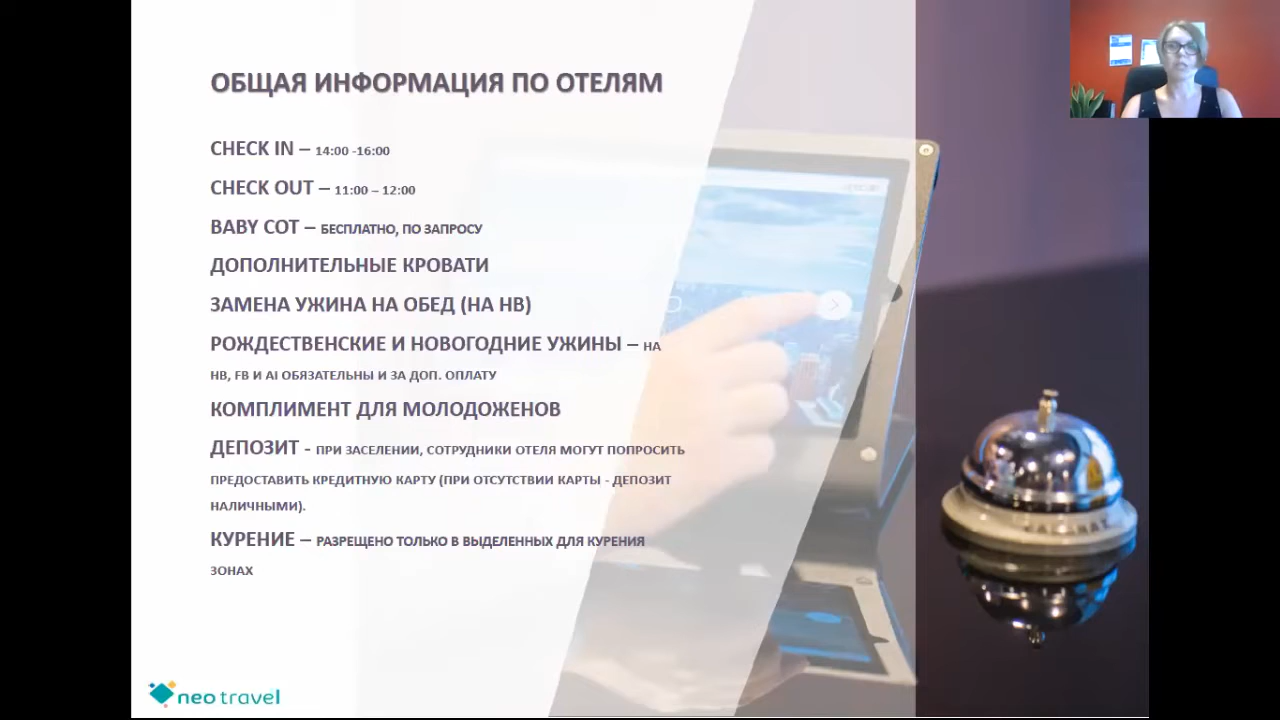 ОБЩАЯ ИНФОРМАЦИЯ ПО ОТЕЛЯМ
CHECK IN – 14:00 -16:00
CHECK OUT – 11:00 – 12:00
BABY COT – БЕСПЛАТНО, ПО ЗАПРОСУ
ДОПОЛНИТЕЛЬНЫЕ КРОВАТИ
ЗАМЕНА УЖИНА НА ОБЕД (НА HB)
РОЖДЕСТВЕНСКИЕ И НОВОГОДНИЕ УЖИНЫ – НА
HB, FB И AI ОБЯЗАТЕЛЬНЫ И ЗА ДОП. ОПЛАТУ
КОМПЛИМЕНТ ДЛЯ МОЛОДОЖЕНОВ
ДЕПОЗИТ - ПРИ ЗАСЕЛЕНИИ, СОТРУДНИКИ ОТЕЛЯ МОГУТ ПОПРОСИТЬ
ПРЕДОСТАВИТЬ КРЕДИТНУЮ КАРТУ (ПРИ ОТСУТСТВИИ КАРТЫ - ДЕПОЗИТ
НАЛИЧНЫМИ).
КУРЕНИЕ – РАЗРЕЩЕНО ТОЛЬКО В ВЫДЕЛЕННЫХ ДЛЯ КУРЕНИЯ
ЗОНАХ
neo travel